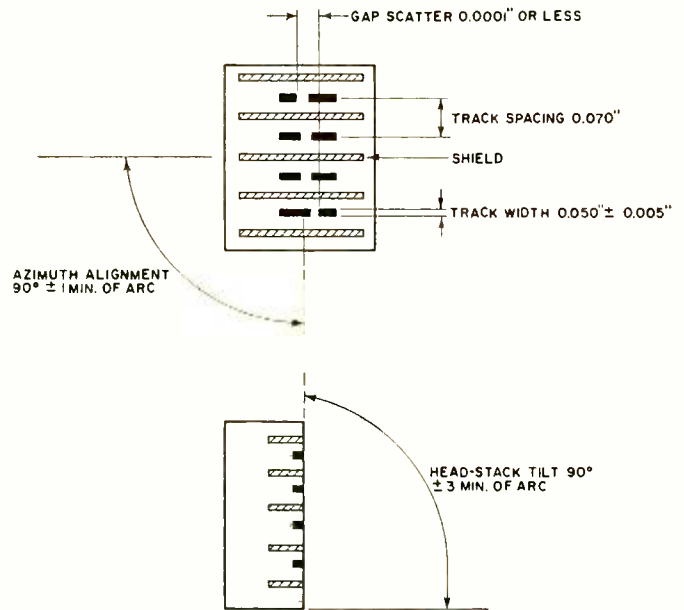 GAP SCATTER 0.0001" OR LESS
TRACK SPACING 0.070"
SHIELD
TRACK WIDTH 0.050" ± 0.005"
AZIMUTH ALIGNMENT
90° ± 1 MIN. OF ARC
HEAD-STACK TILT 90°
± 3 MIN. OF ARC